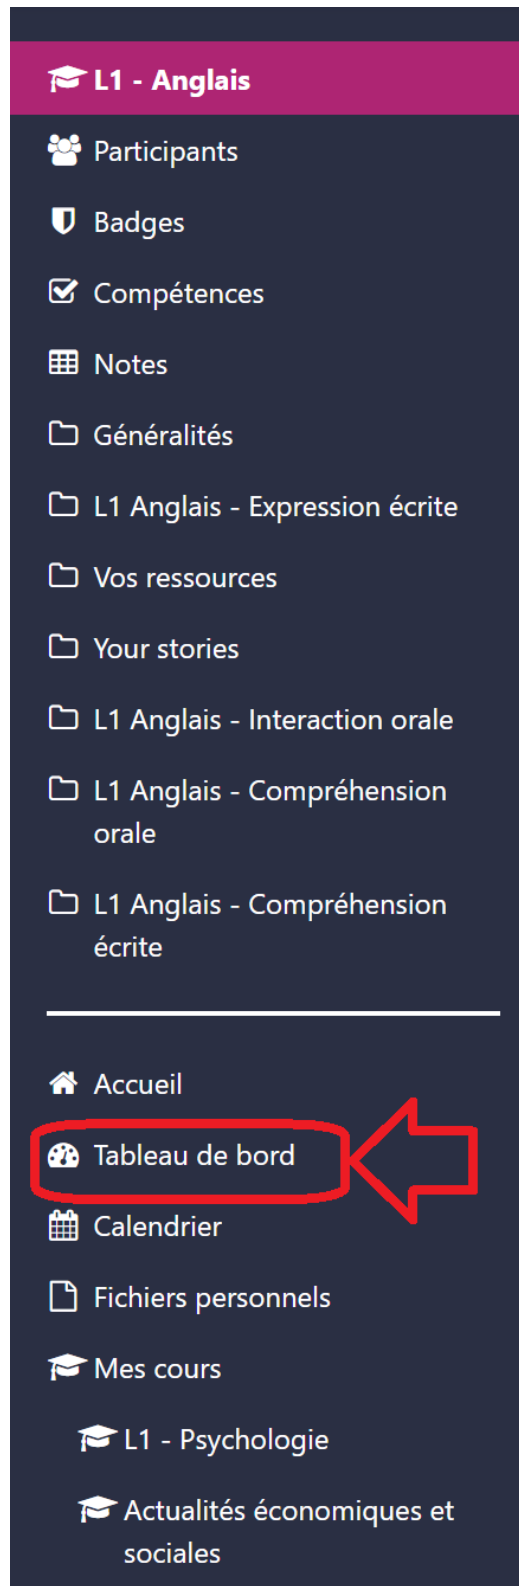 L1 - Anglais
Participants
Badges
Compétences
Notes
Généralités
L1 Anglais - Expression écrite
Vos ressources
Your stories
L1 Anglais - Interaction orale
L1 Anglais - Compréhension
orale
L1 Anglais - Compréhension
écrite
Accueil
Tableau de bord
Calendrier
Fichiers personnels
Mes cours
L1 - Psychologie
Actualités économiques et
sociales